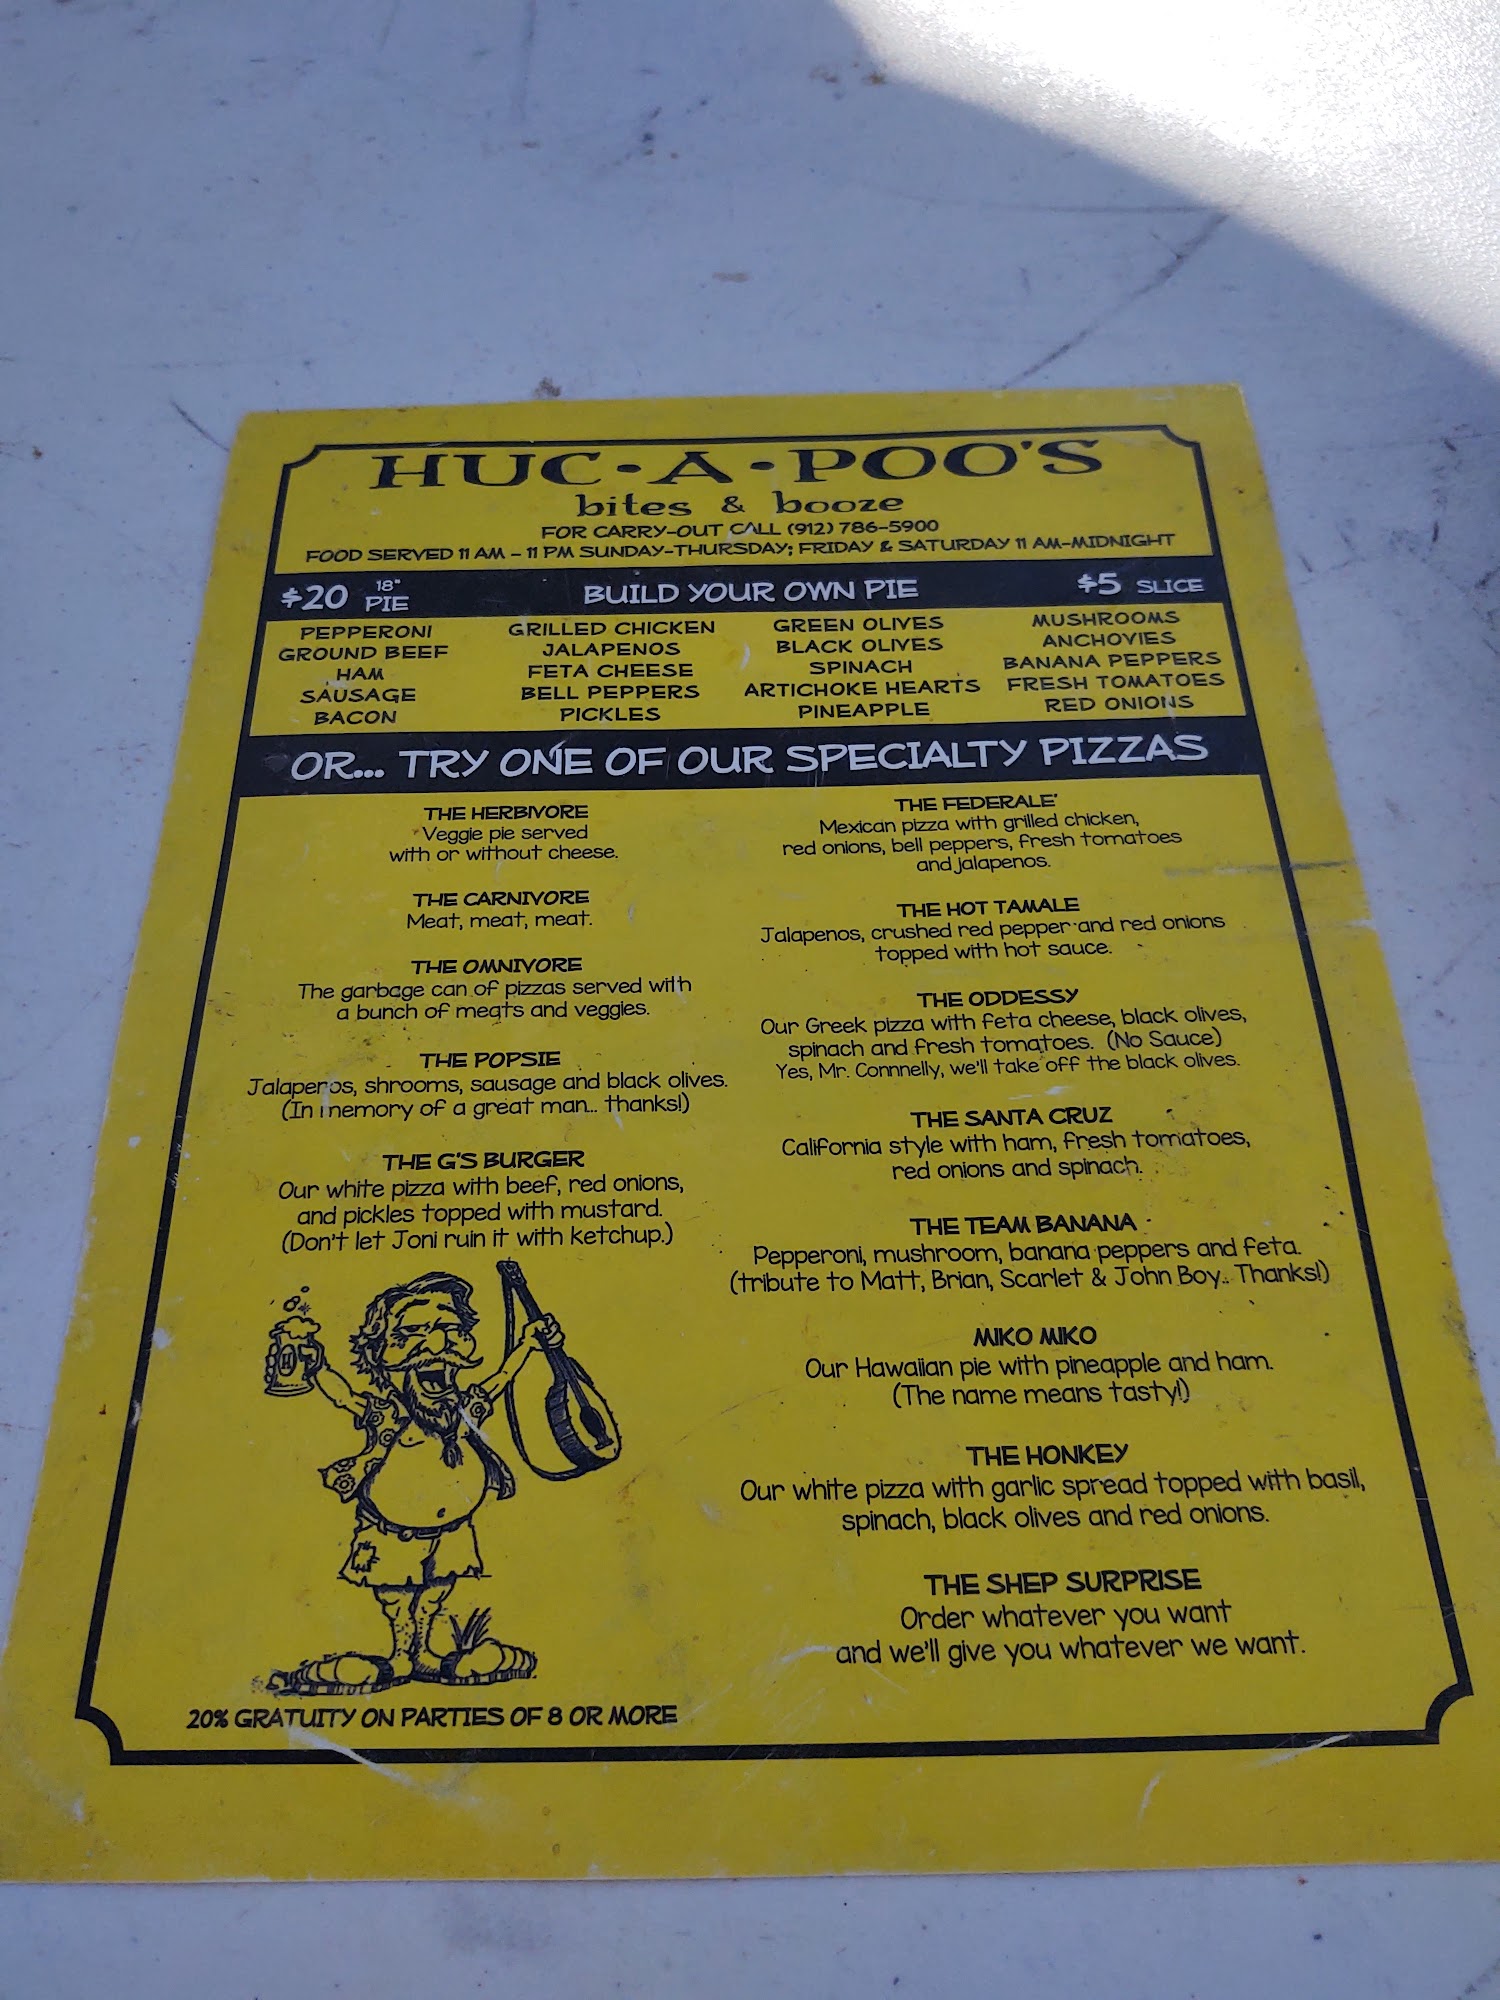 HUC•A•POO'S
bites & booze
FOR CARRY-OUT CALL (912) 786-5900
FOOD SERVED 11 AM - 11 PM SUNDAY-THURSDAY; FRIDAY & SATURDAY 11 AM-MIDNIGHT
$20 18" PIE
BUILD YOUR OWN PIE
$5 SLICE
PEPPERONI
GROUND BEEF
HAM
SAUSAGE
BACON
GRILLED CHICKEN
JALAPENOS
FETA CHEESE
BELL PEPPERS
PICKLES
GREEN OLIVES
BLACK OLIVES
SPINACH
ARTICHOKE HEARTS
PINEAPPLE
MUSHROOMS
ANCHOVIES
BANANA PEPPERS
FRESH TOMATOES
RED ONIONS
OR... TRY ONE OF OUR SPECIALTY PIZZAS
THE HERBIVORE
Veggie pie served
with or without cheese.
THE CARNIVORE
Meat, meat, meat.
THE OMNIVORE
The garbage can of pizzas served with
a bunch of meats and veggies.
THE POPSIE
Jalapenos, shrooms, sausage and black olives.
(In memory of a great man... thanks!)
THE G'S BURGER
Our white pizza with beef, red onions,
and pickles topped with mustard.
(Don't let Joni ruin it with ketchup.)
H
20% GRATUITY ON PARTIES OF 8 OR MORE
THE FEDERALE'
Mexican pizza with grilled chicken,
red onions, bell peppers, fresh tomatoes
and jalapenos.
THE HOT TAMALE
Jalapenos, crushed red pepper and red onions
topped with hot sauce.
THE ODDESSY
Our Greek pizza with feta cheese, black olives,
spinach and fresh tomatoes. (No Sauce)
Yes, Mr. Connnelly, we'll take off the black olives.
THE SANTA CRUZ
California style with ham, fresh tomatoes,
red onions and spinach.
THE TEAM BANANA
Pepperoni, mushroom, banana peppers and feta.
(tribute to Matt, Brian, Scarlet & John Boy.. Thanks!)
MIKO MIKO
Our Hawaiian pie with pineapple and ham.
(The name means tasty!)
THE HONKEY
Our white pizza with garlic spread topped with basil,
spinach, black olives and red onions.
THE SHEP SURPRISE
Order whatever you want
and we'll give you whatever we want.